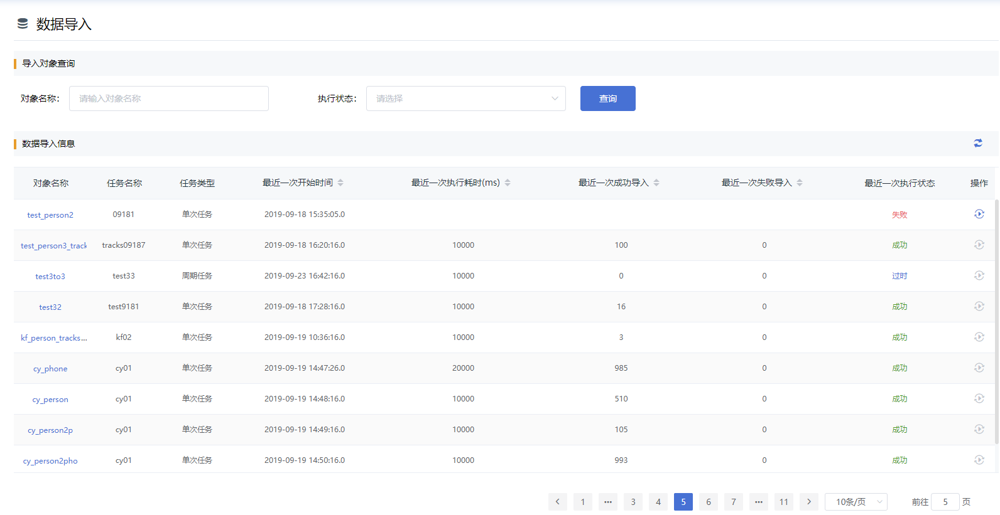 数据导入
导入对象查询
对象名称: 请输入对象名称 执行状态: 请选择 查询
数据导入信息
对象名称 任务名称 任务类型 最近一次开始时间 最近一次执行耗时(ms) 最近一次成功导入 最近一次失败导入 最近一次执行状态 操作
test_person2 09181 单次任务 2019-09-18 15:35:05.0 失败
test_person3_track tracks09187 单次任务 2019-09-18 16:20:16.0 10000 100 0 成功
test3to3 test33 周期任务 2019-09-23 16:42:16.0 10000 0 0 过时
test32 test9181 单次任务 2019-09-18 17:28:16.0 10000 16 0 成功
kf_person_tracks... kf02 单次任务 2019-09-19 10:36:16.0 10000 3 0 成功
cy_phone cy01 单次任务 2019-09-19 14:47:26.0 20000 985 0 成功
cy_person cy01 单次任务 2019-09-19 14:48:16.0 10000 510 0 成功
cy_person2p cy01 单次任务 2019-09-19 14:49:16.0 10000 105 0 成功
cy_person2pho cy01 单次任务 2019-09-19 14:50:16.0 10000 993 0 成功
1 ••• 3 4 5 6 7 ••• 11 10条/页 前往 5 页